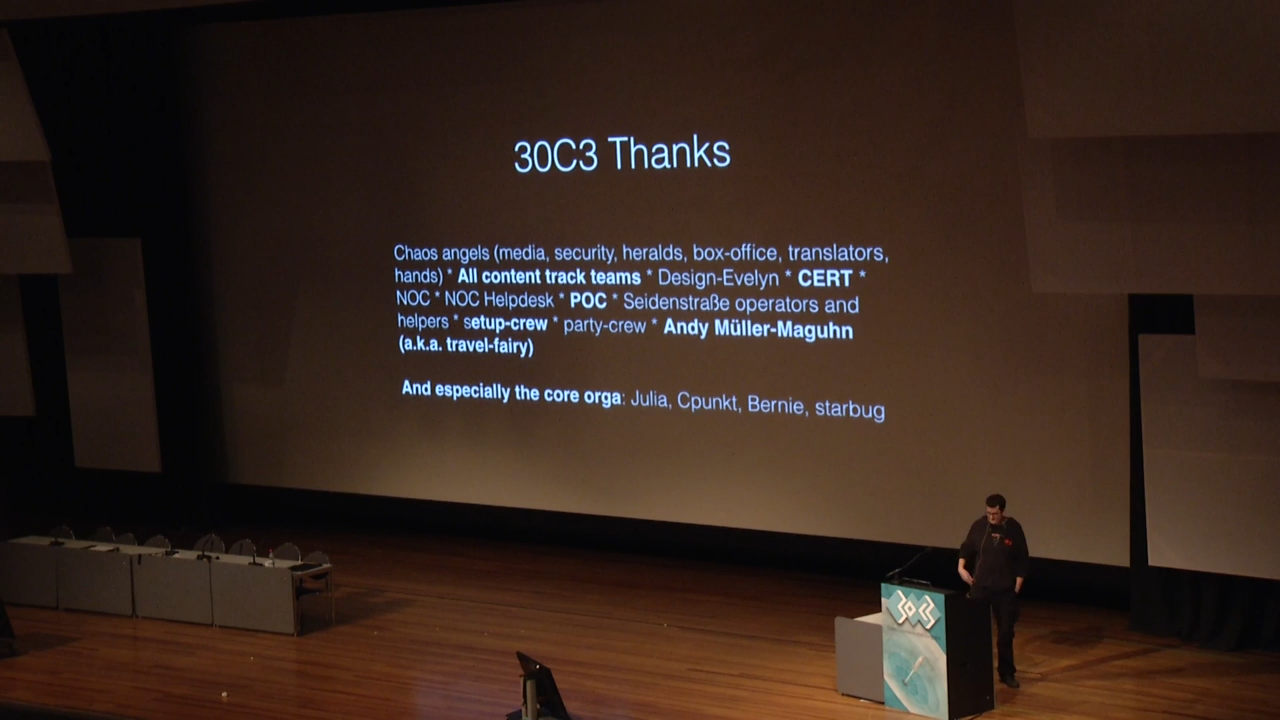 30C3 Thanks
Chaos angels (media, security, heralds, box-office, translators,
hands) * All content track teams * Design-Evelyn * CERT *
NOC * NOC Helpdesk * POC * Seidenstraße operators and
helpers * setup-crew * party-crew * Andy Müller-Maguhn
(a.k.a. travel-fairy)
And especially the core orga: Julia, Cpunkt, Bernie, starbug
30C3